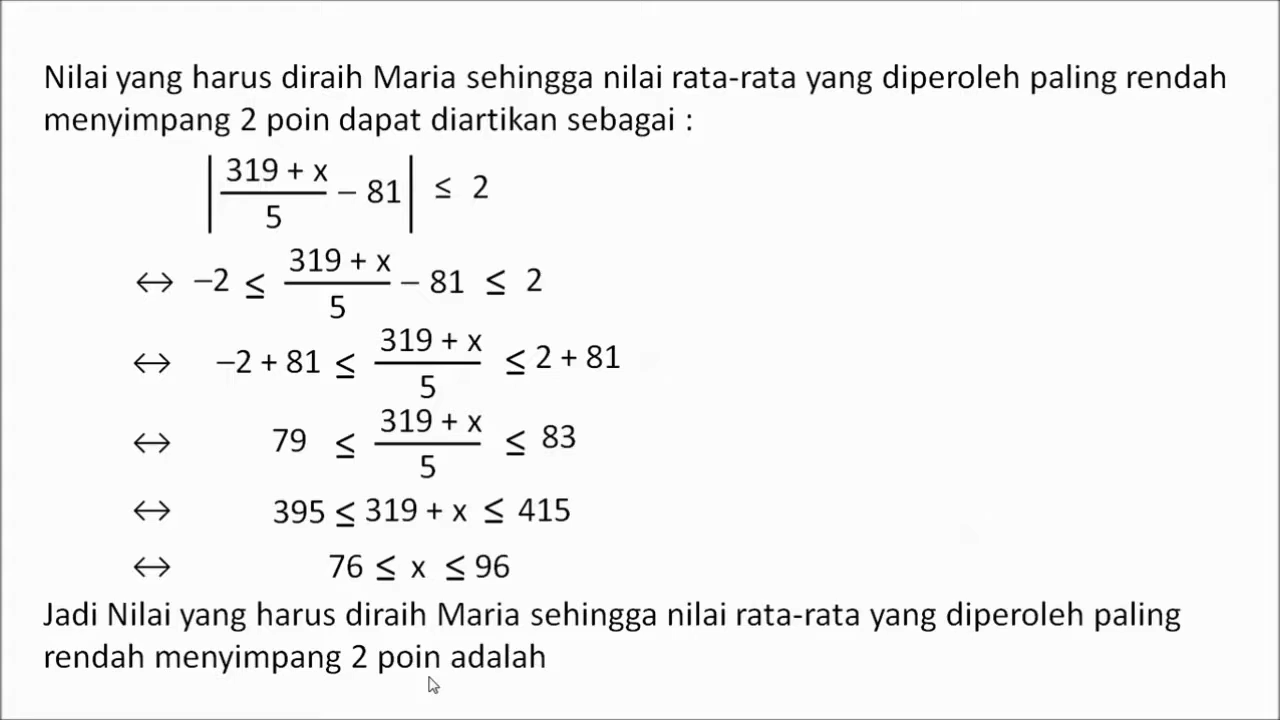 Nilai yang harus diraih Maria sehingga nilai rata-rata yang diperoleh paling rendah
menyimpang 2 poin dapat diartikan sebagai :
|(319 + x)/5 – 81| ≤ 2
↔ –2 ≤ (319 + x)/5 – 81 ≤ 2
↔ –2 + 81 ≤ (319 + x)/5 ≤ 2 + 81
↔ 79 ≤ (319 + x)/5 ≤ 83
↔ 395 ≤ 319 + x ≤ 415
↔ 76 ≤ x ≤ 96
Jadi Nilai yang harus diraih Maria sehingga nilai rata-rata yang diperoleh paling
rendah menyimpang 2 poin adalah